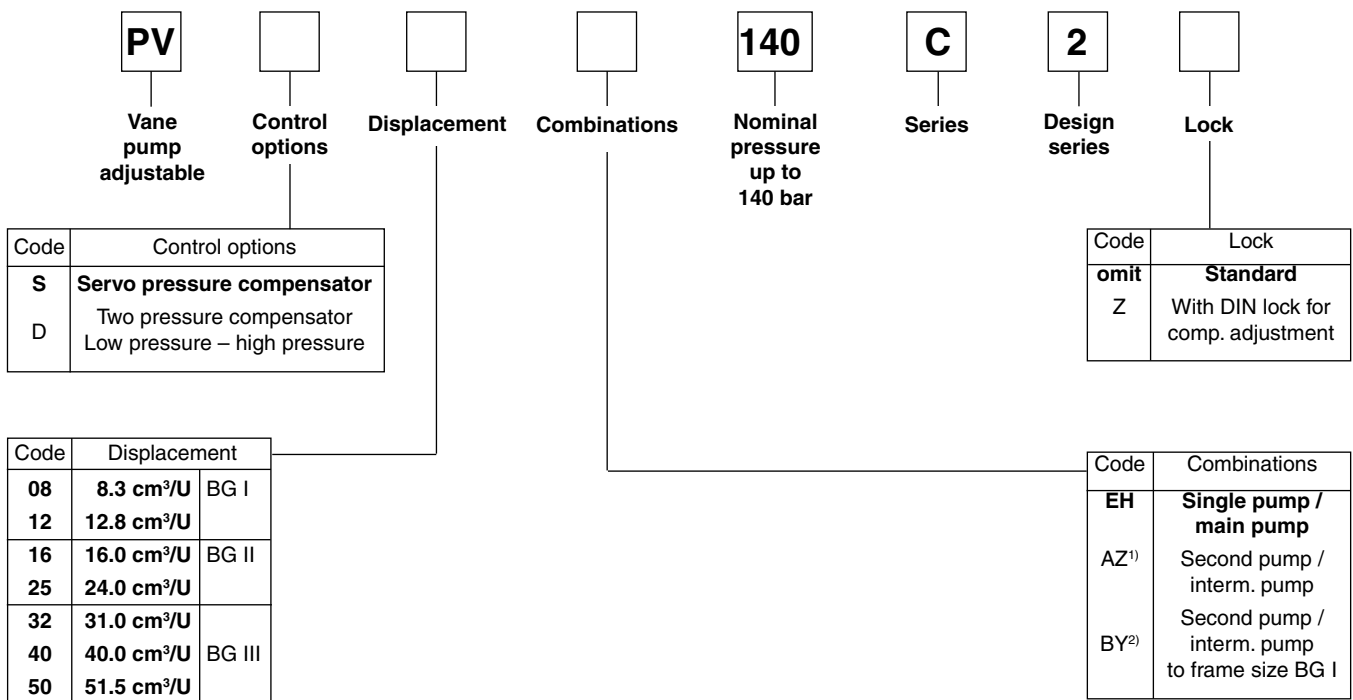 PV 140 C 2
Vane
pump
adjustable
Control
options
Displacement
Combinations
Nominal
pressure
up to
140 bar
Series
Design
series
Lock
Code Control options
S Servo pressure compensator
D Two pressure compensator
Low pressure – high pressure
Code Lock
omit Standard
Z With DIN lock for
comp. adjustment
Code Displacement
08 8.3 cm³/U BG I
12 12.8 cm³/U
16 16.0 cm³/U BG II
25 24.0 cm³/U
32 31.0 cm³/U
40 40.0 cm³/U BG III
50 51.5 cm³/U
Code Combinations
EH Single pump /
main pump
AZ¹⁾ Second pump /
interm. pump
BY²⁾ Second pump /
interm. pump
to frame size BG I